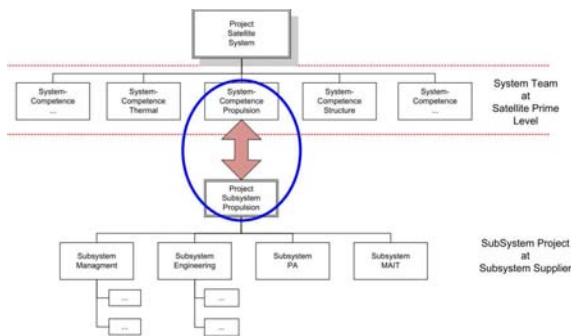 Project
Satellite
System
System-
Competence
...
System-
Competence
Thermal
System-
Competence
Propulsion
System-
Competence
Structure
System-
Competence
...
System Team
at
Satellite Prime
Level
Project
Subsystem
Propulsion
Subsystem
Managment
Subsystem
Engineering
Subsystem
PA
Subsystem
MAIT
SubSystem Project
at
Subsystem Supplier
...
...
...
...